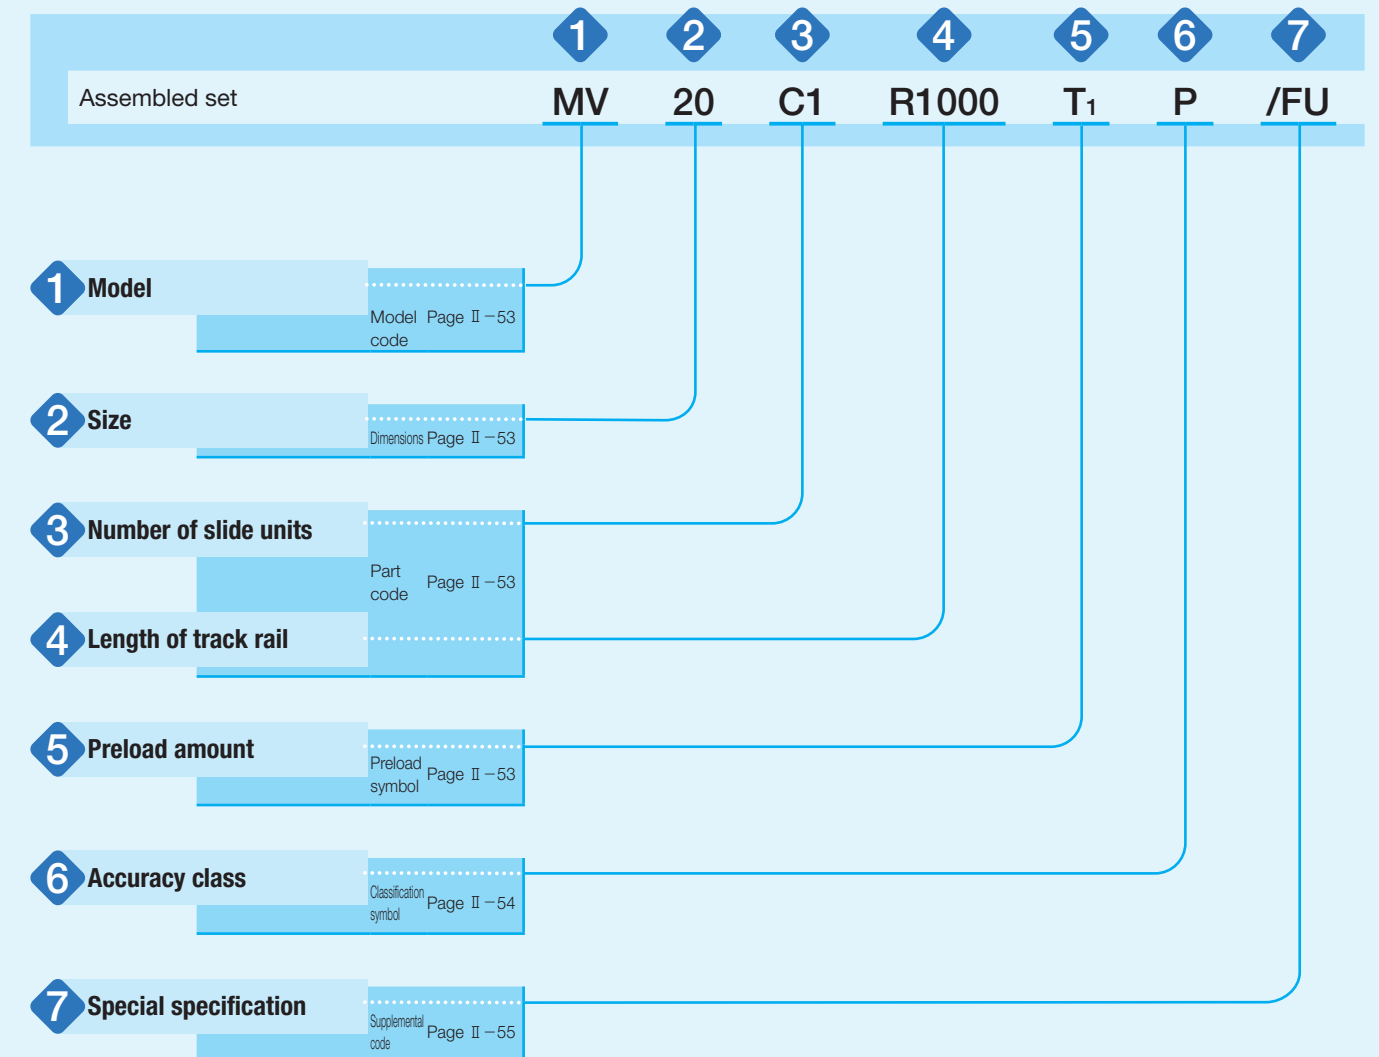 1 2 3 4 5 6 7
Assembled set MV 20 C1 R1000 T1 P /FU
1 Model
Model Page Ⅱ－53
code
2 Size
Dimensions Page Ⅱ－53
3 Number of slide units
Part
code Page Ⅱ－53
4 Length of track rail
5 Preload amount
Preload
symbol Page Ⅱ－53
6 Accuracy class
Classification
symbol Page Ⅱ－54
7 Special specification
Supplemental
code Page Ⅱ－55